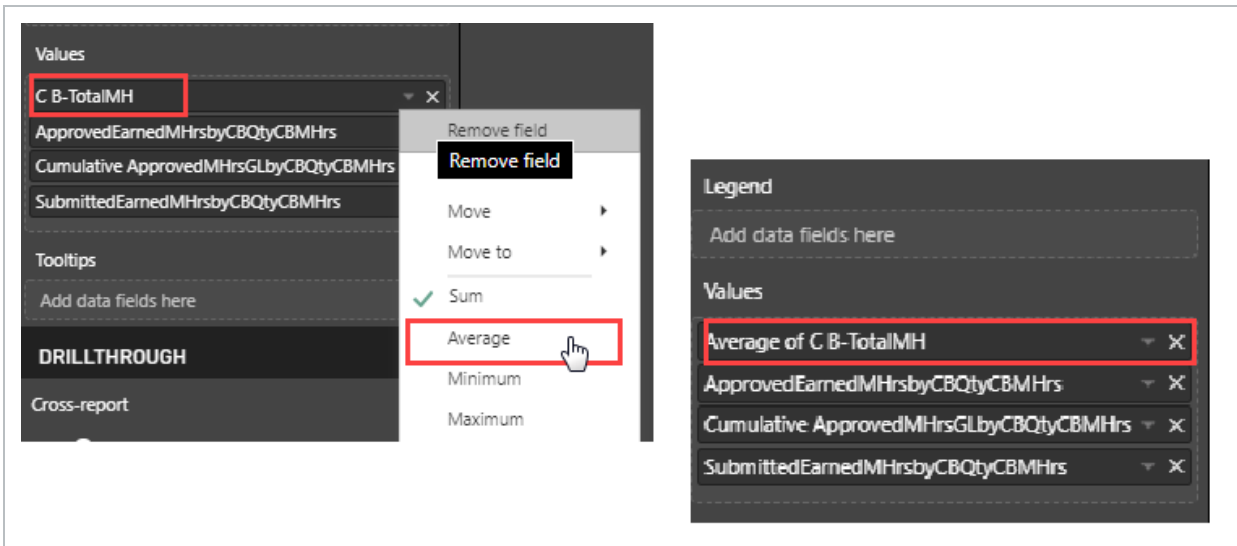 Values
C B-TotalMH
ApprovedEarnedMHrsbyCBQtyCBMHrs
Cumulative ApprovedMHrsGLbyCBQtyCBMHrs
SubmittedEarnedMHrsbyCBQtyCBMHrs
Tooltips
Add data fields here
DRILLTHROUGH
Cross-report
Remove field
Remove field
Move
Move to
Sum
Average
Minimum
Maximum
Legend
Add data fields here
Values
Average of C B-TotalMH
ApprovedEarnedMHrsbyCBQtyCBMHrs
Cumulative ApprovedMHrsGLbyCBQtyCBMHrs
SubmittedEarnedMHrsbyCBQtyCBMHrs